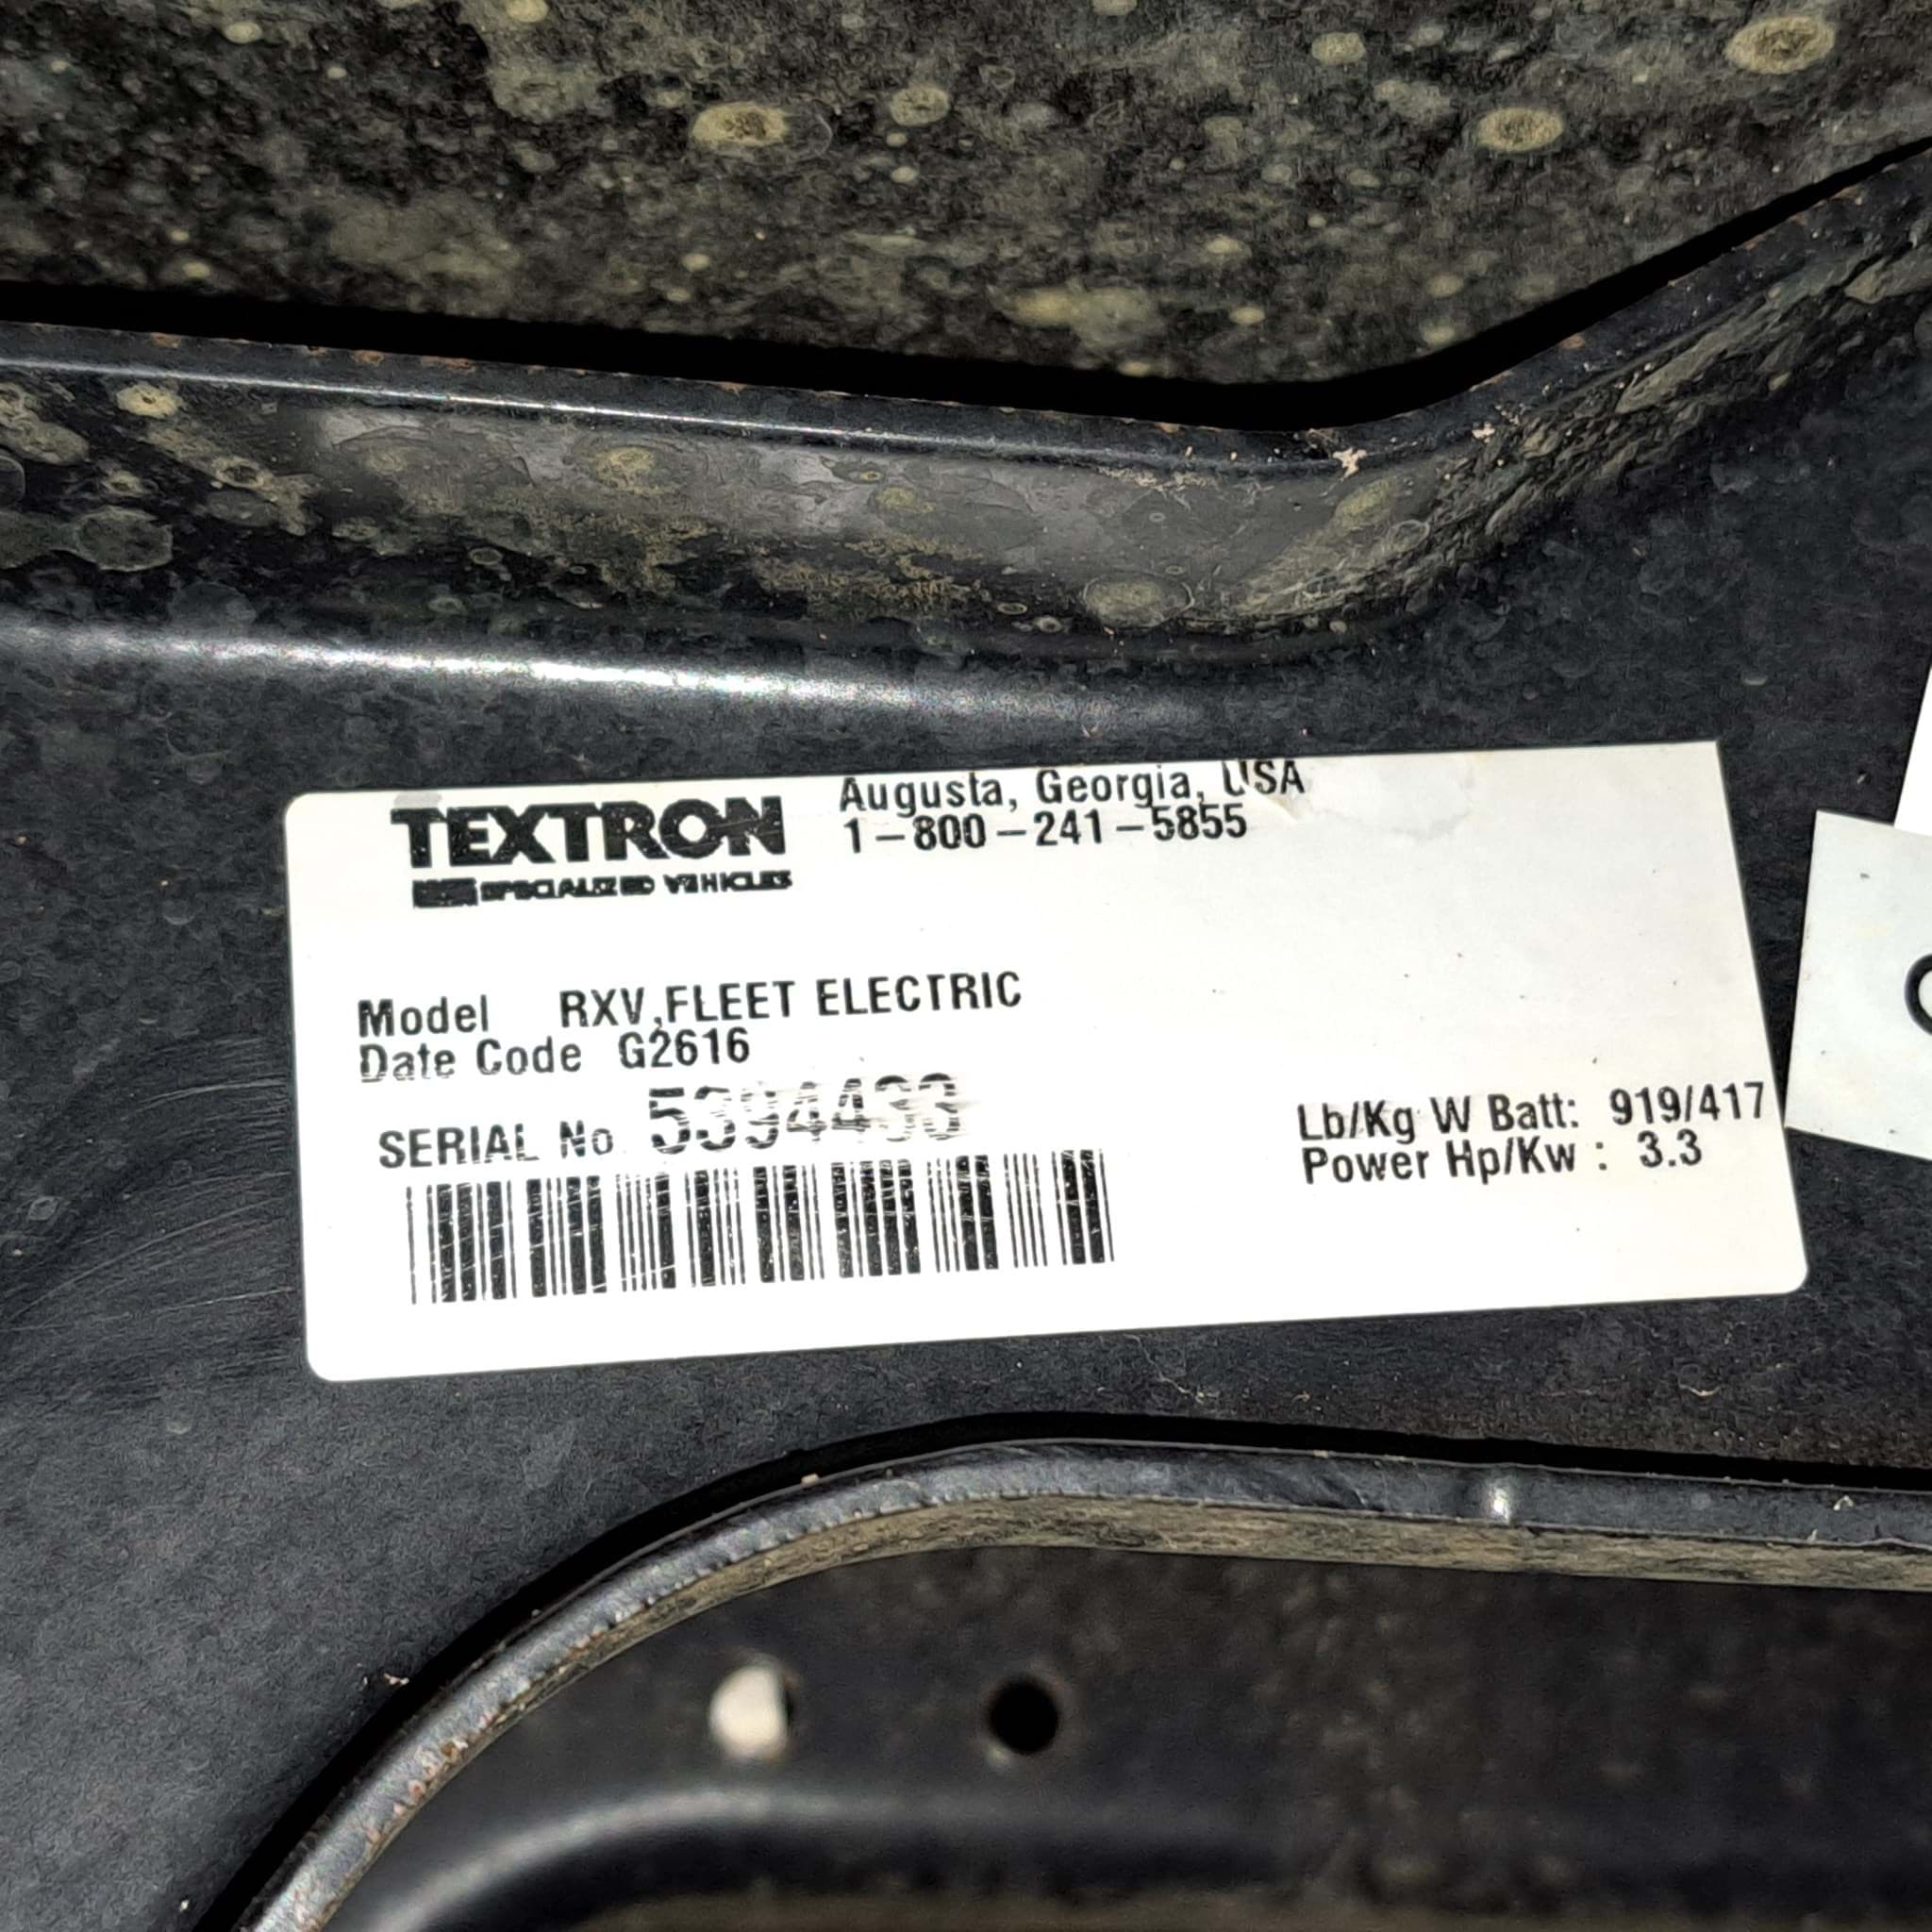 TEXTRON
SPECIALIZED VEHICLES
Augusta, Georgia, USA
1-800-241-5855
Model RXV,FLEET ELECTRIC
Date Code G2616
SERIAL No 5394433
Lb/Kg W Batt: 919/417
Power Hp/Kw : 3.3